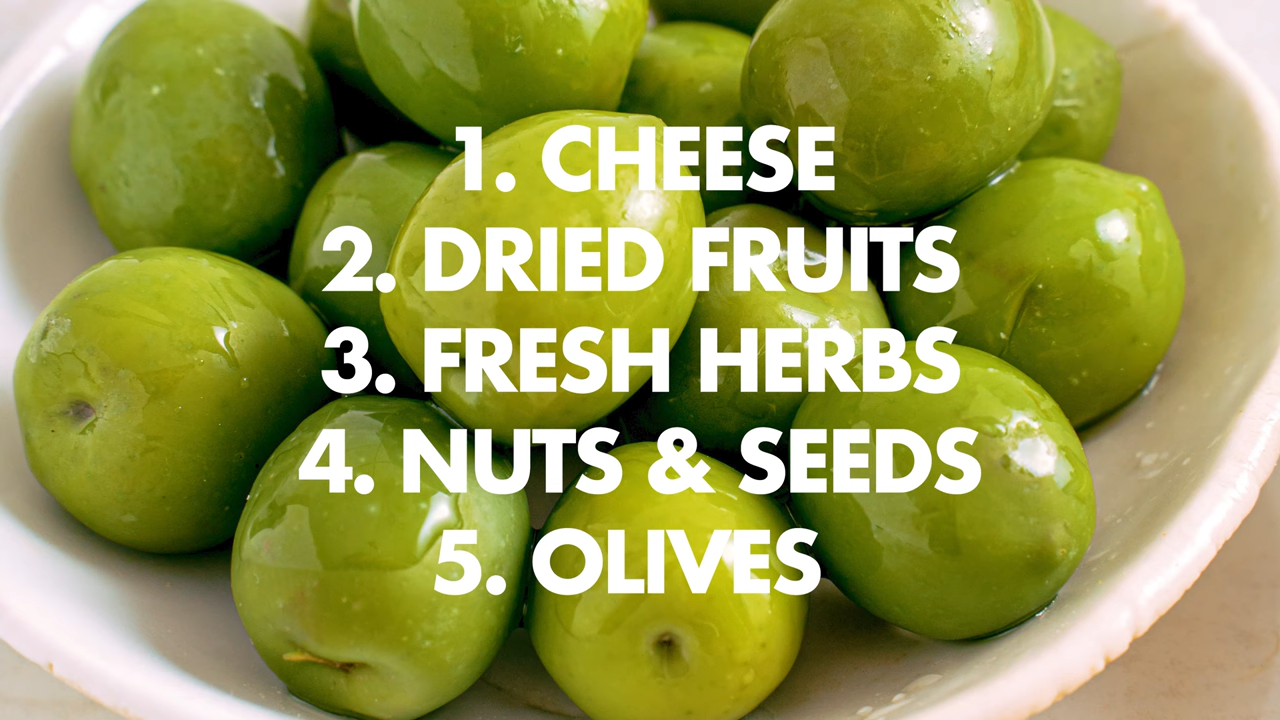 1. CHEESE
2. DRIED FRUITS
3. FRESH HERBS
4. NUTS & SEEDS
5. OLIVES